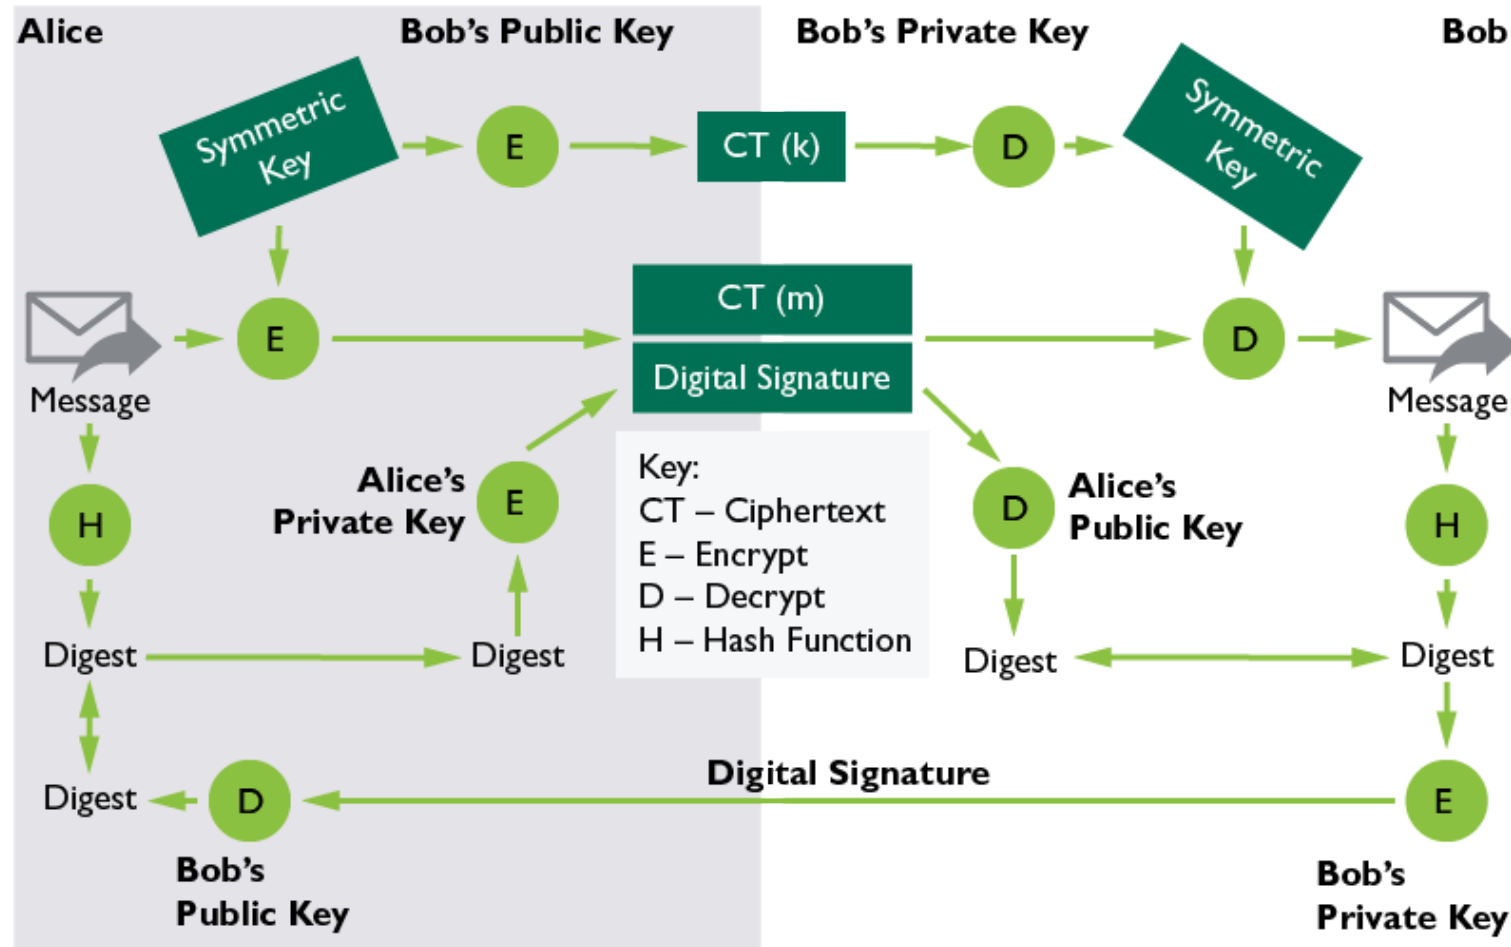 Alice
Bob's Public Key
Bob's Private Key
Bob
Symmetric
Key
E
CT (k)
D
Symmetric
Key
Message
E
CT (m)
Digital Signature
D
Message
H
Alice's
Private Key
E
Key:
CT – Ciphertext
E – Encrypt
D – Decrypt
H – Hash Function
D
Alice's
Public Key
H
Digest
Digest
Digest
Digest
Digest
D
Digital Signature
E
Bob's
Public Key
Bob's
Private Key